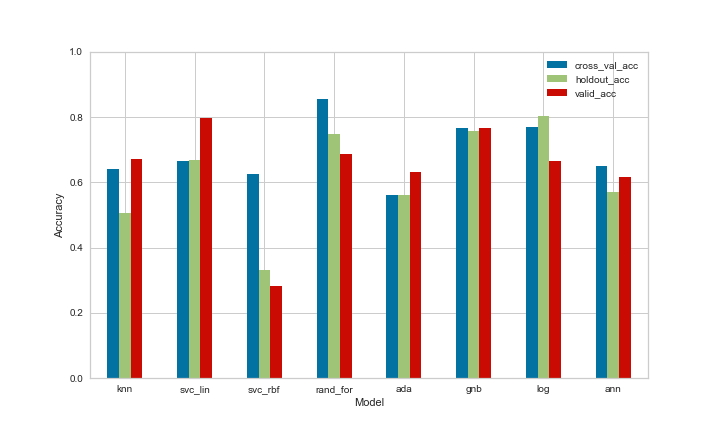 1.0
cross_val_acc
holdout_acc
valid_acc
0.8
0.6
Accuracy
0.4
0.2
0.0
knn svc_lin svc_rbf rand_for ada gnb log ann
Model